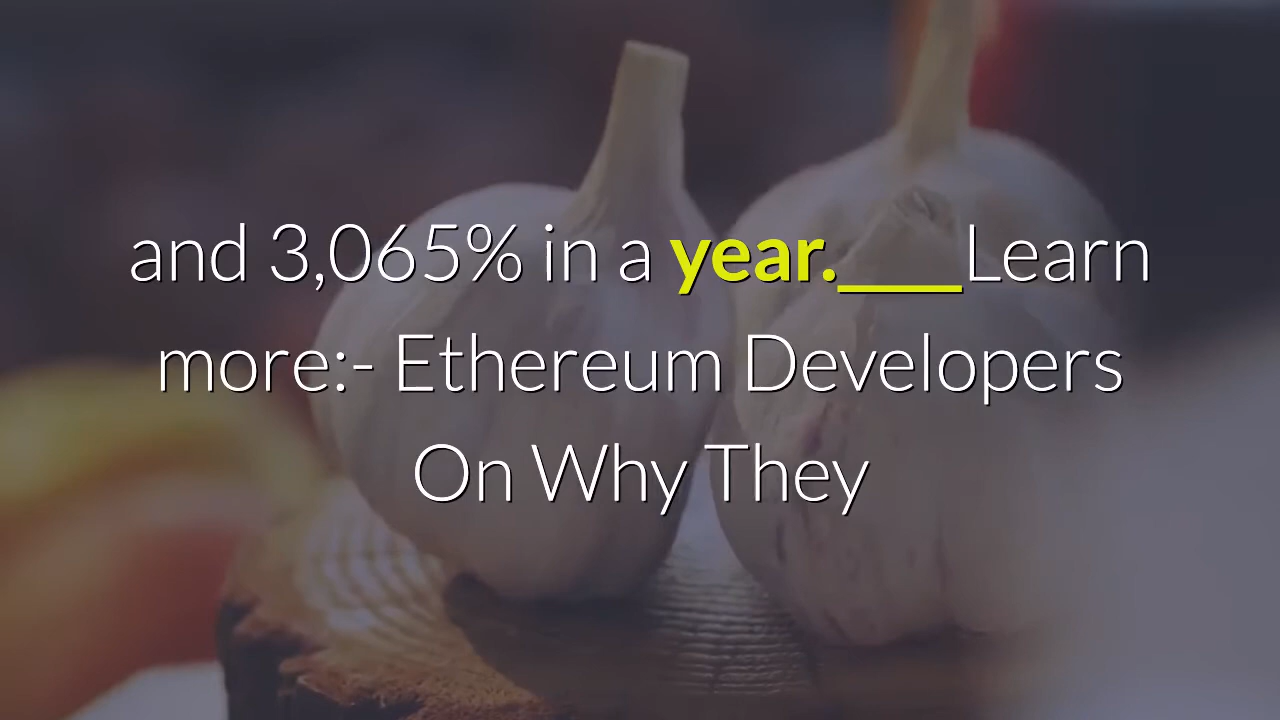 and 3,065% in a year.____Learn
more:- Ethereum Developers
On Why They